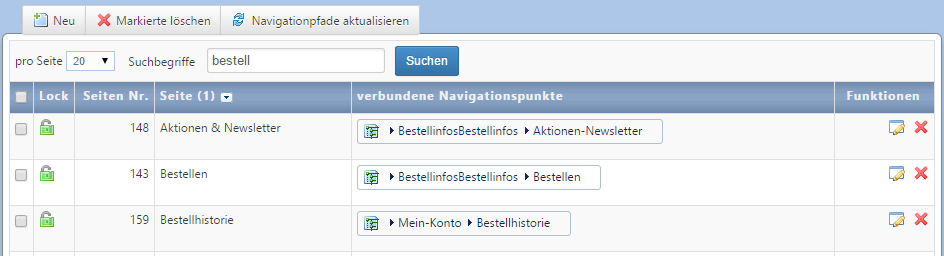 Neu Markierte löschen Navigationpfade aktualisieren
pro Seite 20 Suchbegriffe bestell Suchen
Lock Seiten Nr. Seite (1) verbundene Navigationspunkte Funktionen
148 Aktionen & Newsletter BestellinfosBestellinfos Aktionen-Newsletter
143 Bestellen BestellinfosBestellinfos Bestellen
159 Bestellhistorie Mein-Konto Bestellhistorie